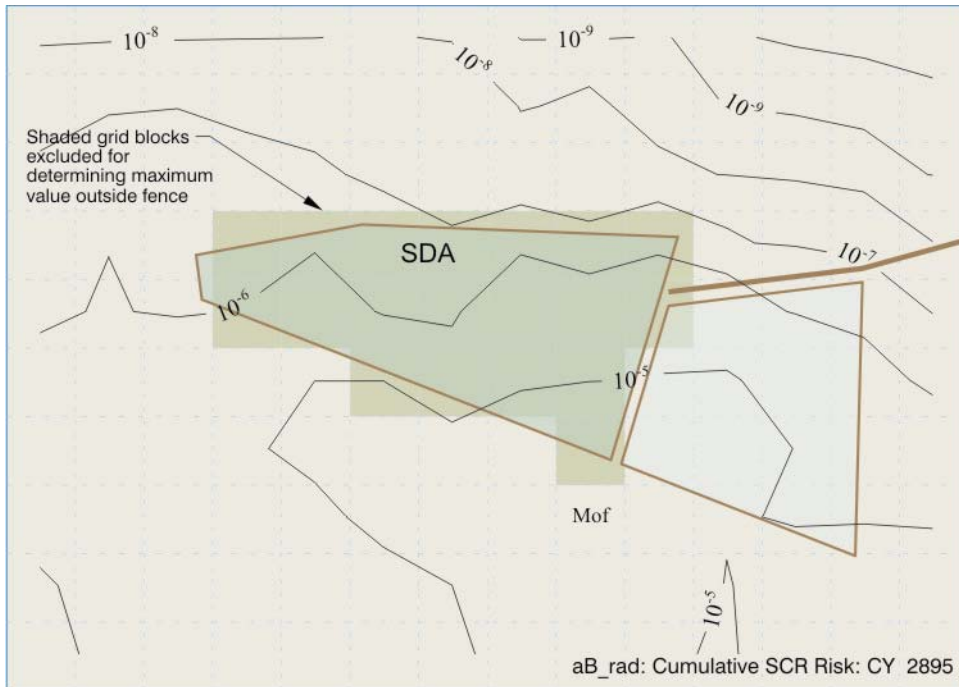 10⁻⁸
10⁻⁹
10⁻⁸
10⁻⁹
Shaded grid blocks
excluded for
determining maximum
value outside fence
SDA
10⁻⁷
10⁻⁶
10⁻⁵
Mof
10⁻⁵
aB_rad: Cumulative SCR Risk: CY 2895